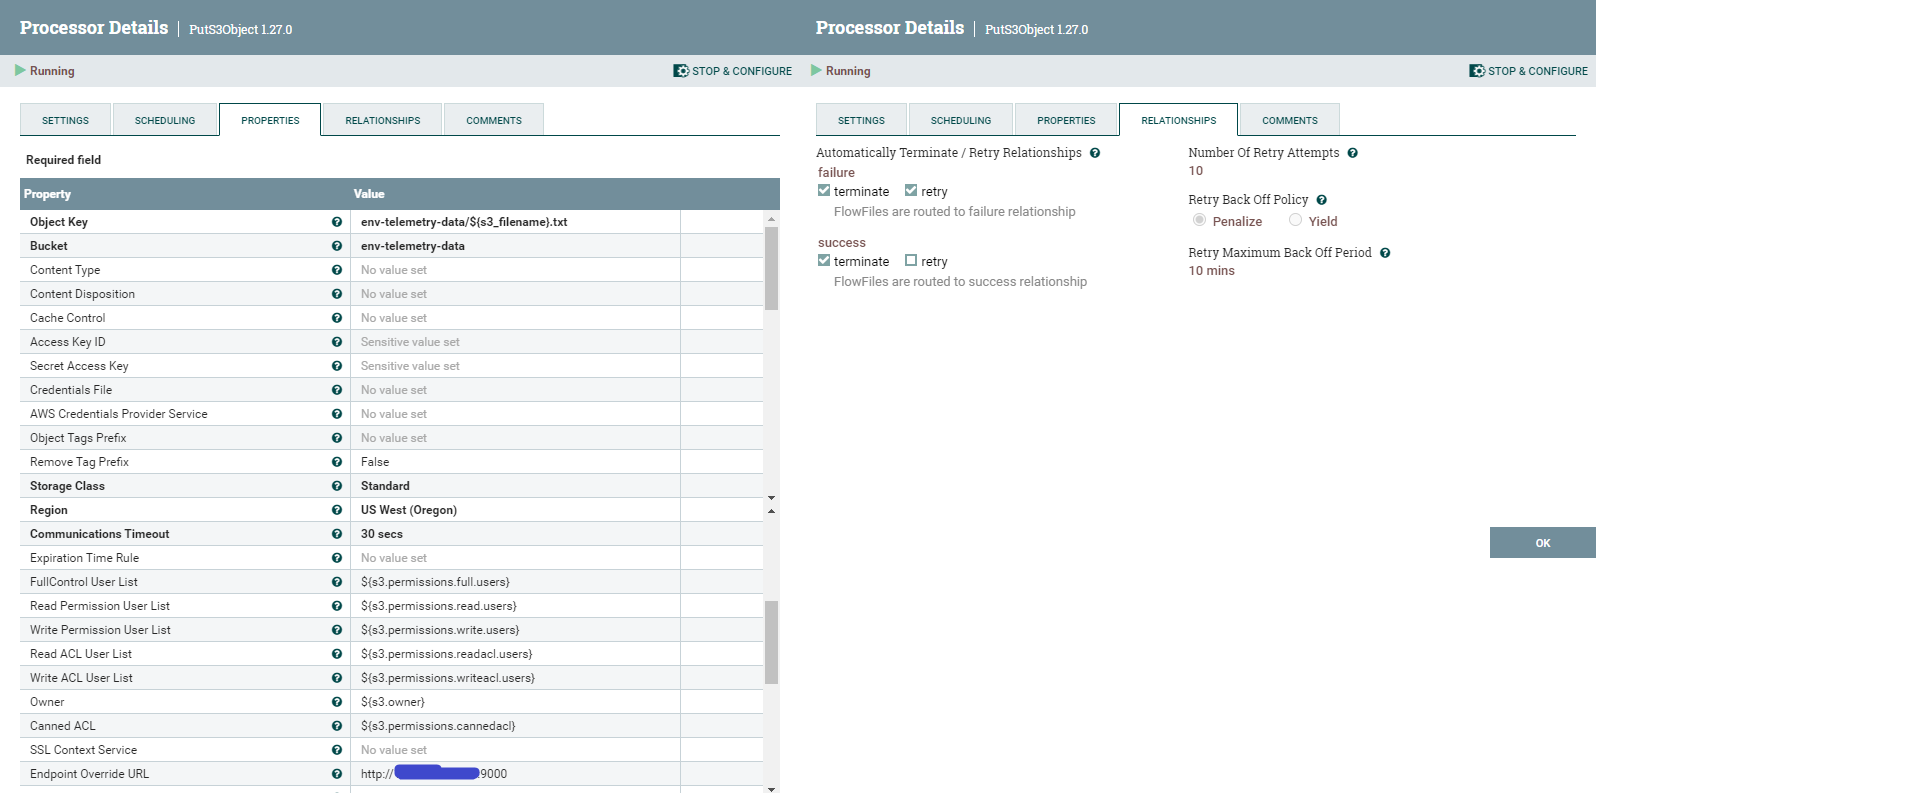 Processor Details | PutS3Object 1.27.0
Running
STOP & CONFIGURE
SETTINGS SCHEDULING PROPERTIES RELATIONSHIPS COMMENTS
Required field
Property Value
Object Key env-telemetry-data/${s3_filename}.txt
Bucket env-telemetry-data
Content Type No value set
Content Disposition No value set
Cache Control No value set
Access Key ID Sensitive value set
Secret Access Key Sensitive value set
Credentials File No value set
AWS Credentials Provider Service No value set
Object Tags Prefix No value set
Remove Tag Prefix False
Storage Class Standard
Region US West (Oregon)
Communications Timeout 30 secs
Expiration Time Rule No value set
FullControl User List ${s3.permissions.full.users}
Read Permission User List ${s3.permissions.read.users}
Write Permission User List ${s3.permissions.write.users}
Read ACL User List ${s3.permissions.readacl.users}
Write ACL User List ${s3.permissions.writeacl.users}
Owner ${s3.owner}
Canned ACL ${s3.permissions.cannedacl}
SSL Context Service No value set
Endpoint Override URL http:// :9000
Processor Details | PutS3Object 1.27.0
Running
STOP & CONFIGURE
SETTINGS SCHEDULING PROPERTIES RELATIONSHIPS COMMENTS
Automatically Terminate / Retry Relationships
failure
terminate retry
FlowFiles are routed to failure relationship
success
terminate retry
FlowFiles are routed to success relationship
Number Of Retry Attempts
10
Retry Back Off Policy
Penalize Yield
Retry Maximum Back Off Period
10 mins
OK